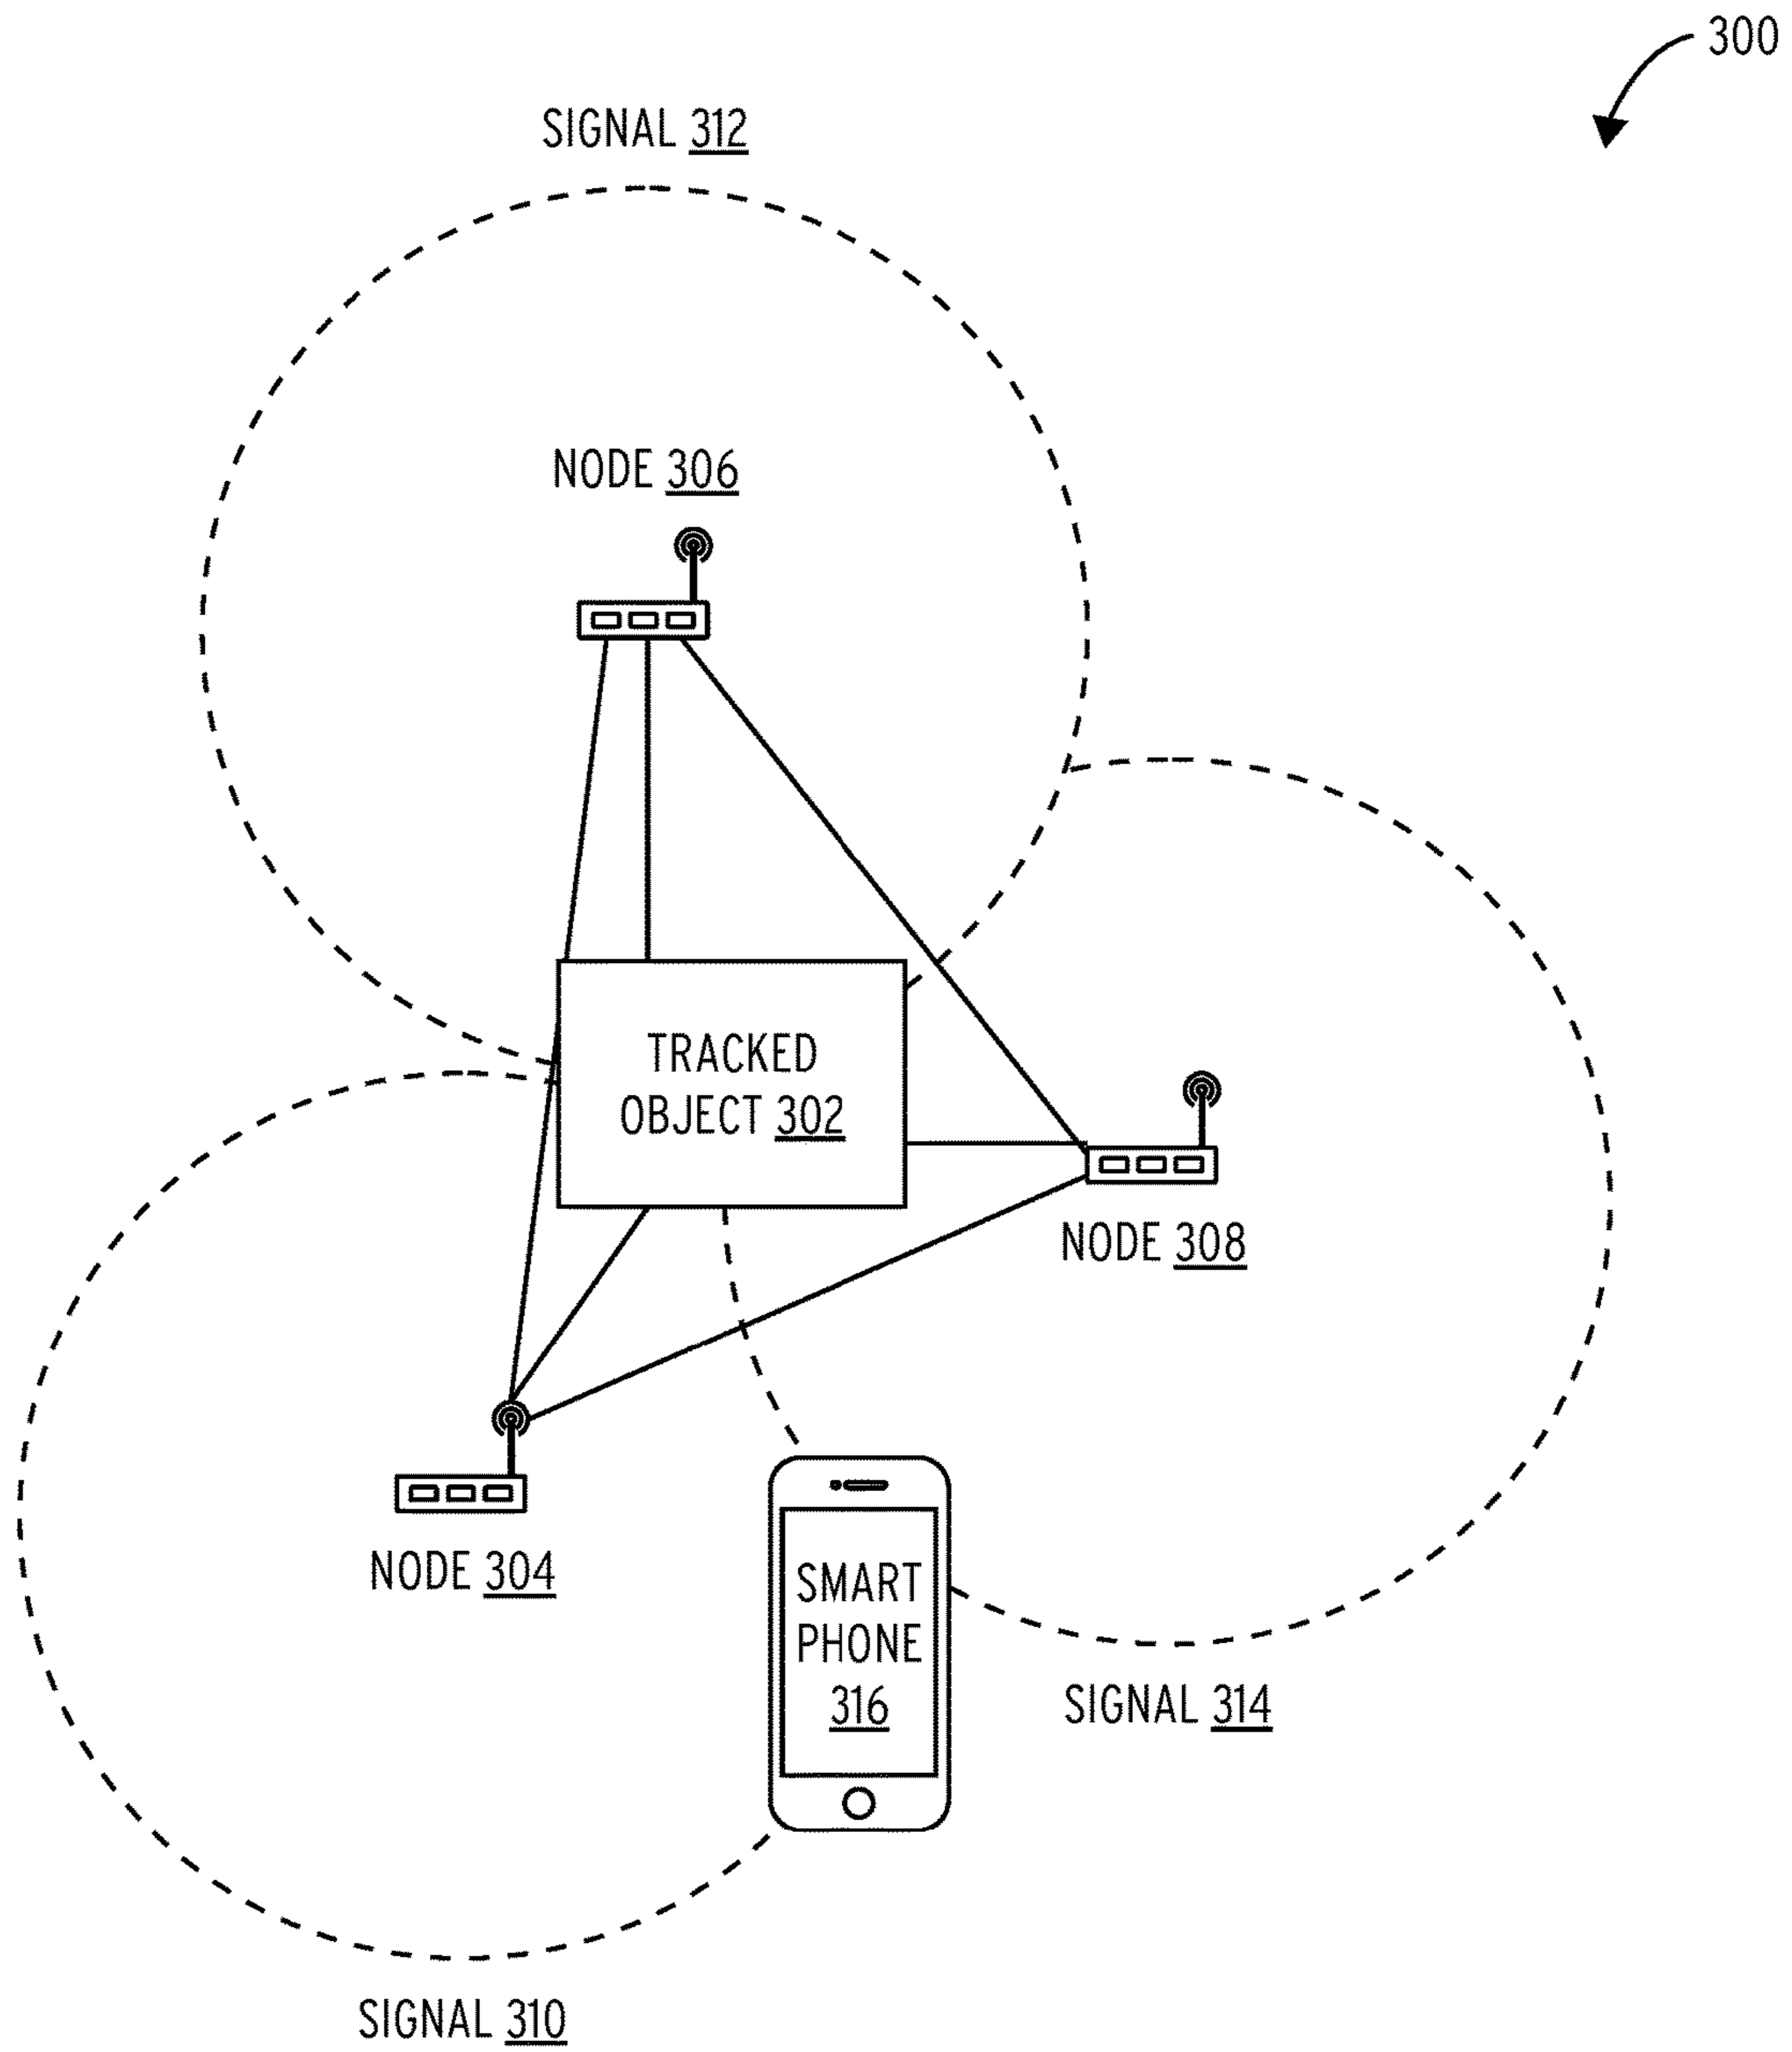 300
SIGNAL 312
NODE 306
TRACKED
OBJECT 302
NODE 308
NODE 304
SMART
PHONE
316
SIGNAL 314
SIGNAL 310